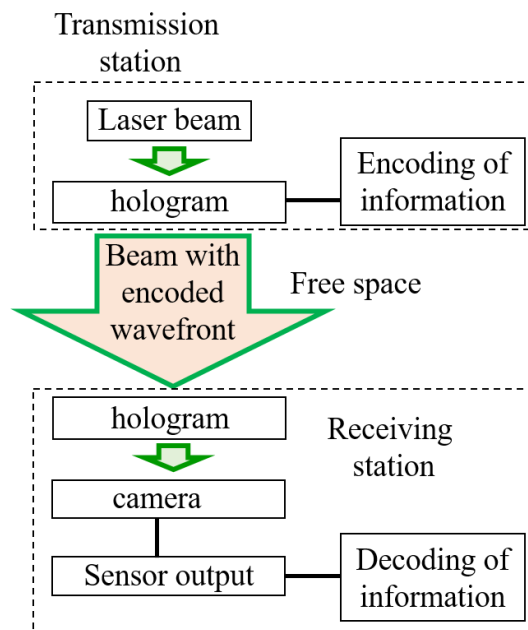 Transmission
station
Laser beam
hologram
Encoding of
information
Beam with
encoded
wavefront
Free space
hologram
Receiving
station
camera
Sensor output
Decoding of
information